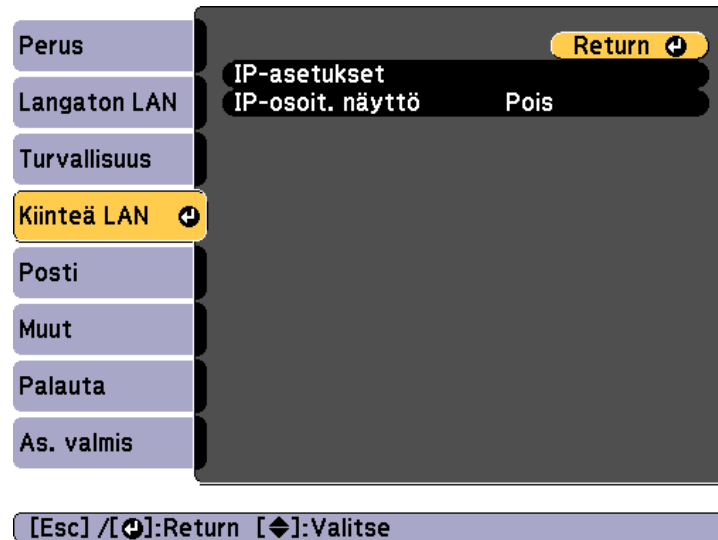 Perus
Langaton LAN
Turvallisuus
Kiinteä LAN
Posti
Muut
Palauta
As. valmis
Return
IP-asetukset
IP-osoit. näyttö Pois
[Esc] /[⏎]:Return [◆]:Valitse